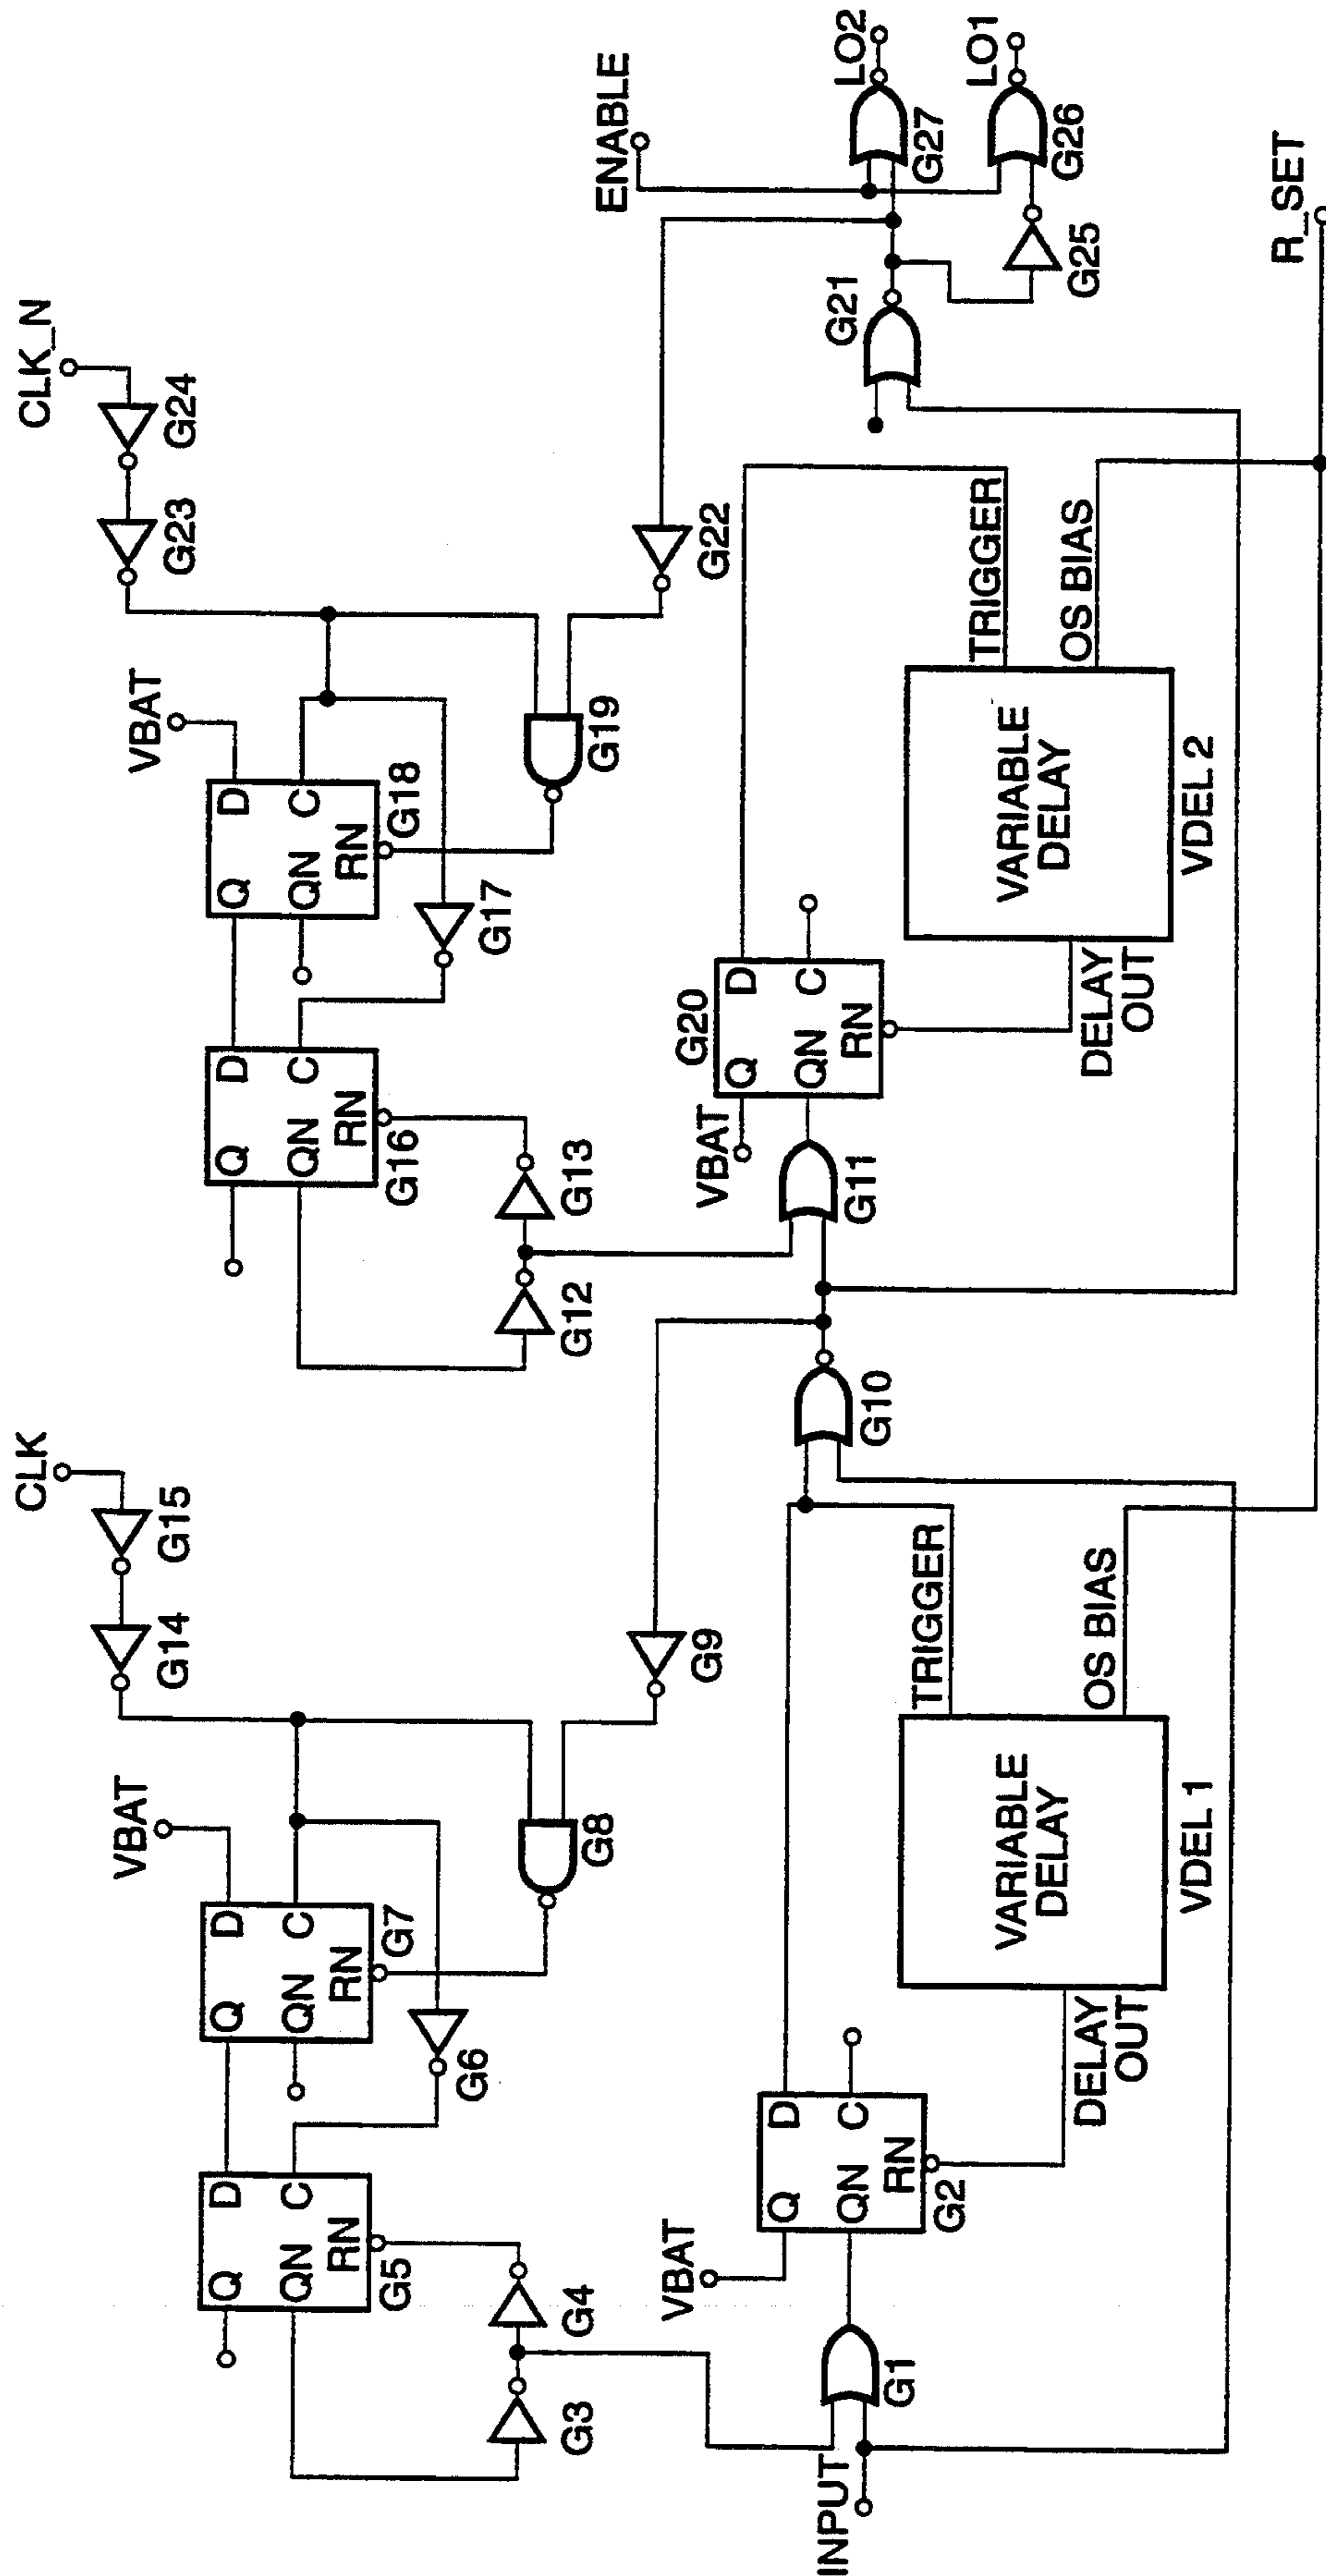 CLK
G15
G14
VBAT
D
Q
C
QN
RN
G7
D
Q
C
QN
RN
G5
G6
G8
G9
G4
G3
CLK_N
G24
G23
VBAT
D
Q
C
QN
RN
G18
D
Q
C
QN
RN
G16
G17
G19
G22
G13
G12
INPUT
G1
VBAT
Q
D
QN
C
RN
G2
DELAY
OUT
VARIABLE
DELAY
VDEL 1
TRIGGER
OS BIAS
G10
G11
VBAT
G20
Q
D
QN
C
RN
DELAY
OUT
VARIABLE
DELAY
VDEL 2
TRIGGER
OS BIAS
G21
G25
ENABLE
G27
LO2
G26
LO1
R_SET